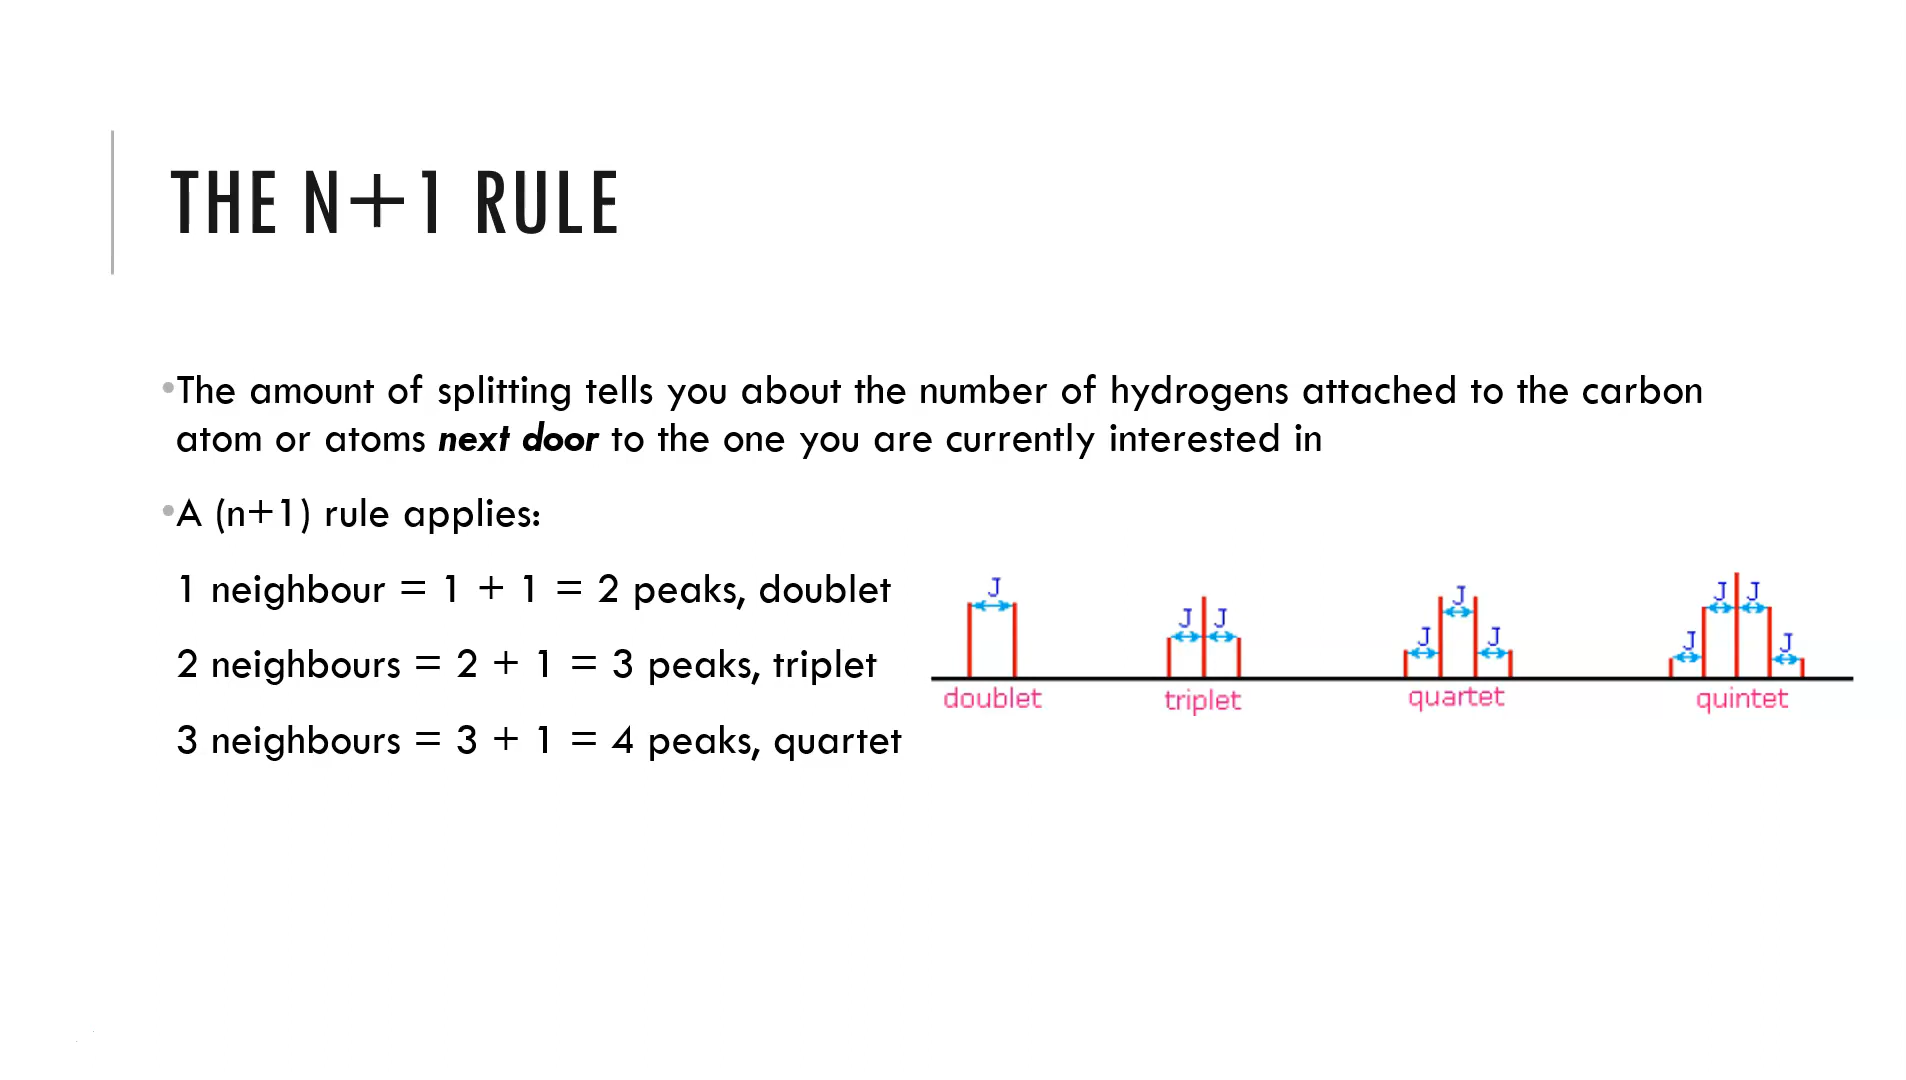 THE N+1 RULE
•The amount of splitting tells you about the number of hydrogens attached to the carbon
atom or atoms next door to the one you are currently interested in
•A (n+1) rule applies:
1 neighbour = 1 + 1 = 2 peaks, doublet
2 neighbours = 2 + 1 = 3 peaks, triplet
3 neighbours = 3 + 1 = 4 peaks, quartet
J
J J
J J J
J J J J
doublet triplet quartet quintet